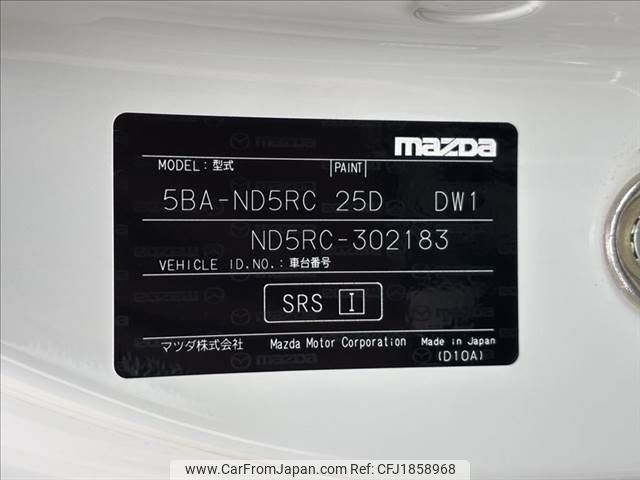 mazda
MODEL:型式 PAINT
5BA-ND5RC 25D DW1
ND5RC-302183
VEHICLE ID.NO.:車台番号
SRS I
マツダ株式会社 Mazda Motor Corporation Made in Japan
(D10A)
www.CarFromJapan.com - CFJ1858968